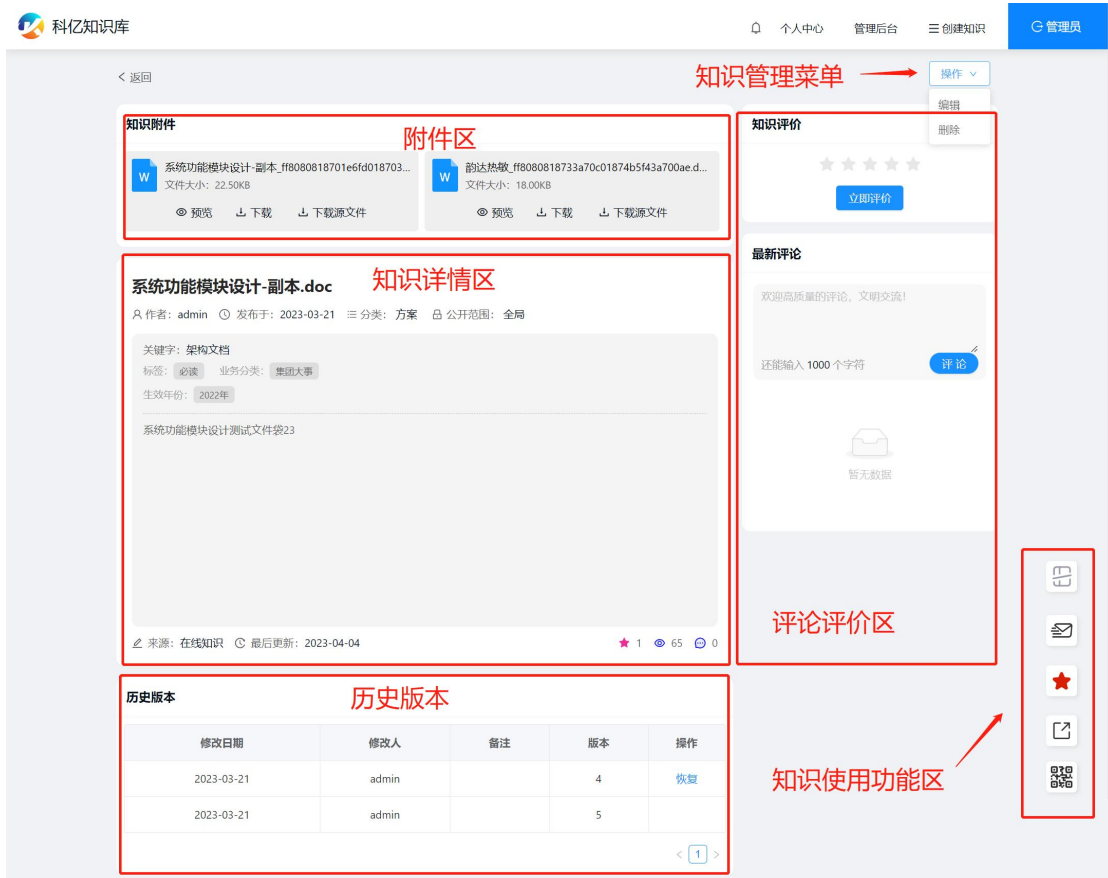 科亿知识库
个人中心 管理后台 创建知识 管理员
返回
知识管理菜单
操作
编辑
删除
知识附件
附件区
系统功能模块设计-副本_ff8080818701e6fd018703...
文件大小：22.50KB
预览 下载 下载源文件
韵达热敏_ff8080818733a70c01874b5f43a700ae.d...
文件大小：18.00KB
预览 下载 下载源文件
知识评价
立即评价
知识详情区
系统功能模块设计-副本.doc
作者：admin 发布于：2023-03-21 分类：方案 公开范围：全局
关键字：架构文档
标签：必读 业务分类：集团大事
生效年份：2022年
系统功能模块设计测试文件袋23
来源：在线知识 最后更新：2023-04-04 1 65 0
最新评论
欢迎高质量的评论，文明交流！
还能输入 1000 个字符 评 论
暂无数据
评论评价区
历史版本
历史版本
修改日期 修改人 备注 版本 操作
2023-03-21 admin 4 恢复
2023-03-21 admin 5
< 1 >
知识使用功能区